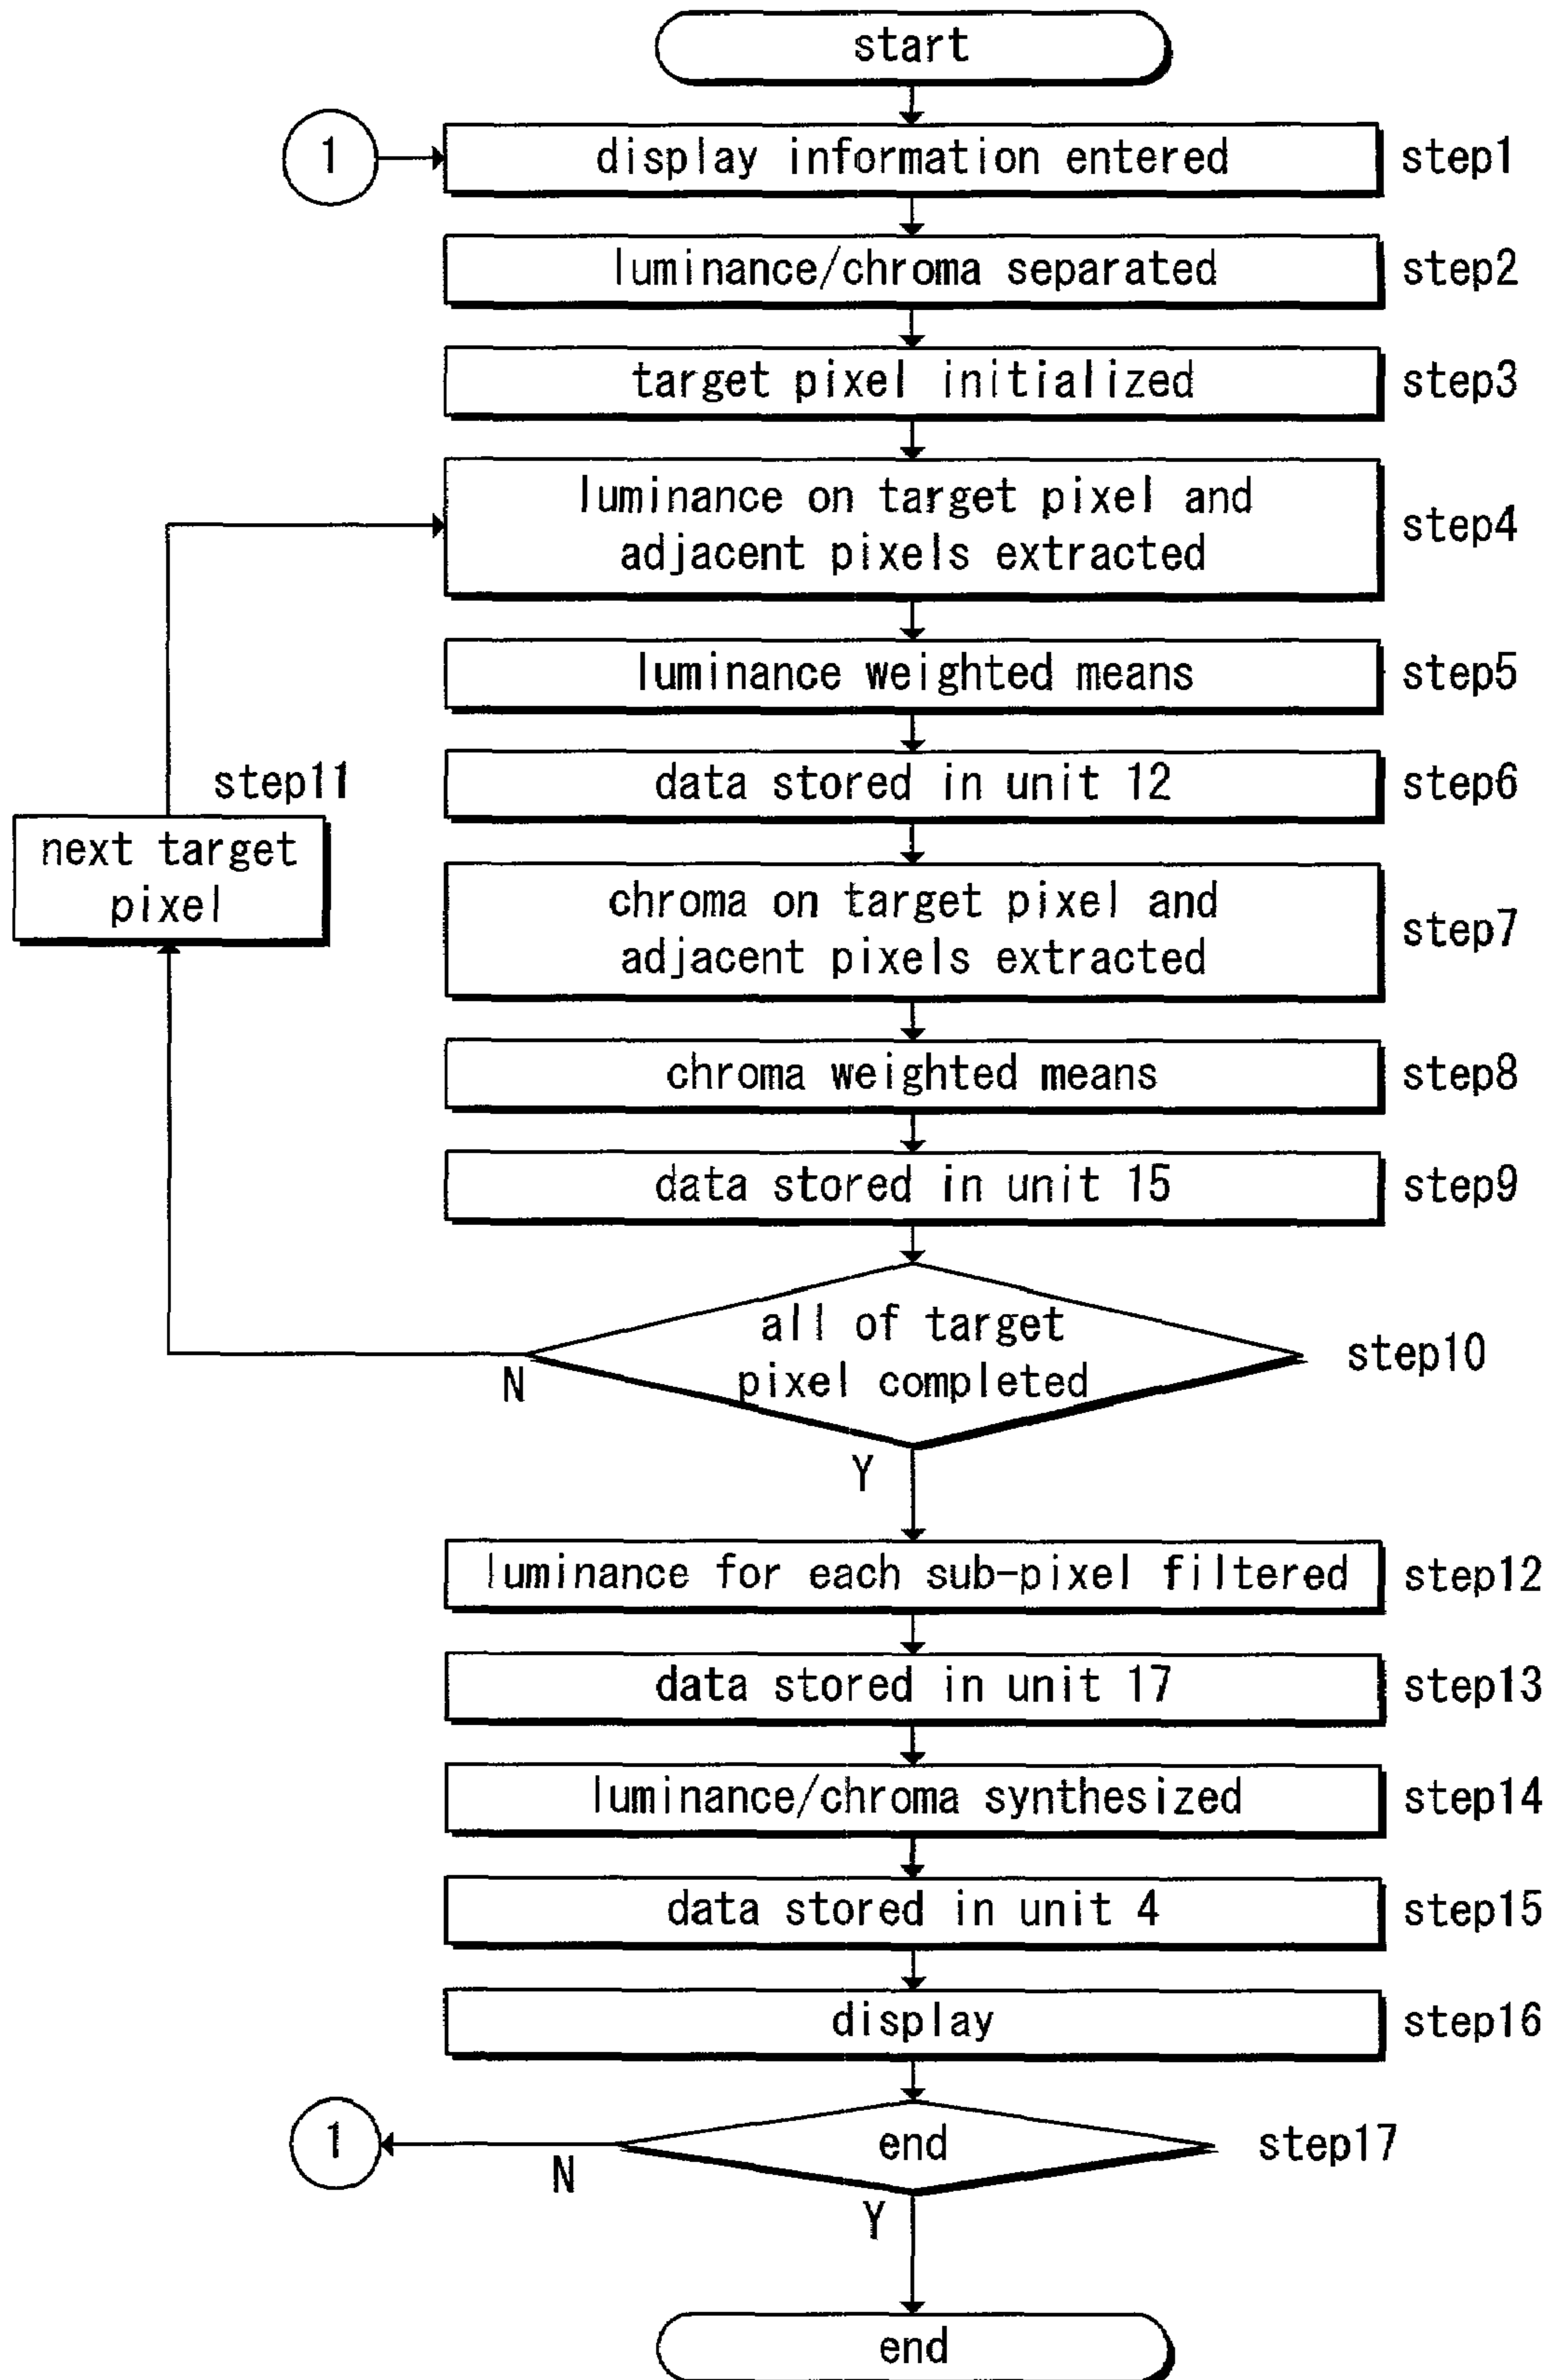 start
1
display information entered
step1
luminance/chroma separated
step2
target pixel initialized
step3
luminance on target pixel and
adjacent pixels extracted
step4
luminance weighted means
step5
data stored in unit 12
step6
step11
next target
pixel
chroma on target pixel and
adjacent pixels extracted
step7
chroma weighted means
step8
data stored in unit 15
step9
all of target
pixel completed
step10
N
Y
luminance for each sub-pixel filtered
step12
data stored in unit 17
step13
luminance/chroma synthesized
step14
data stored in unit 4
step15
display
step16
1
end
step17
N
Y
end